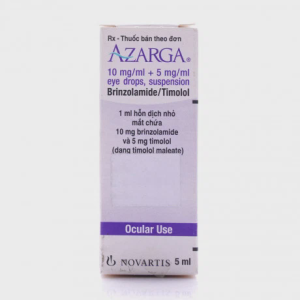 Rx - Thuốc bán theo đơn
AZARGA®
10 mg/ml + 5 mg/ml
eye drops, suspension
Brinzolamide/Timolol
1 ml hỗn dịch nhỏ
mắt chứa
10 mg brinzolamide
và 5 mg timolol
(dạng timolol maleate)
Ocular Use
NOVARTIS
5 ml